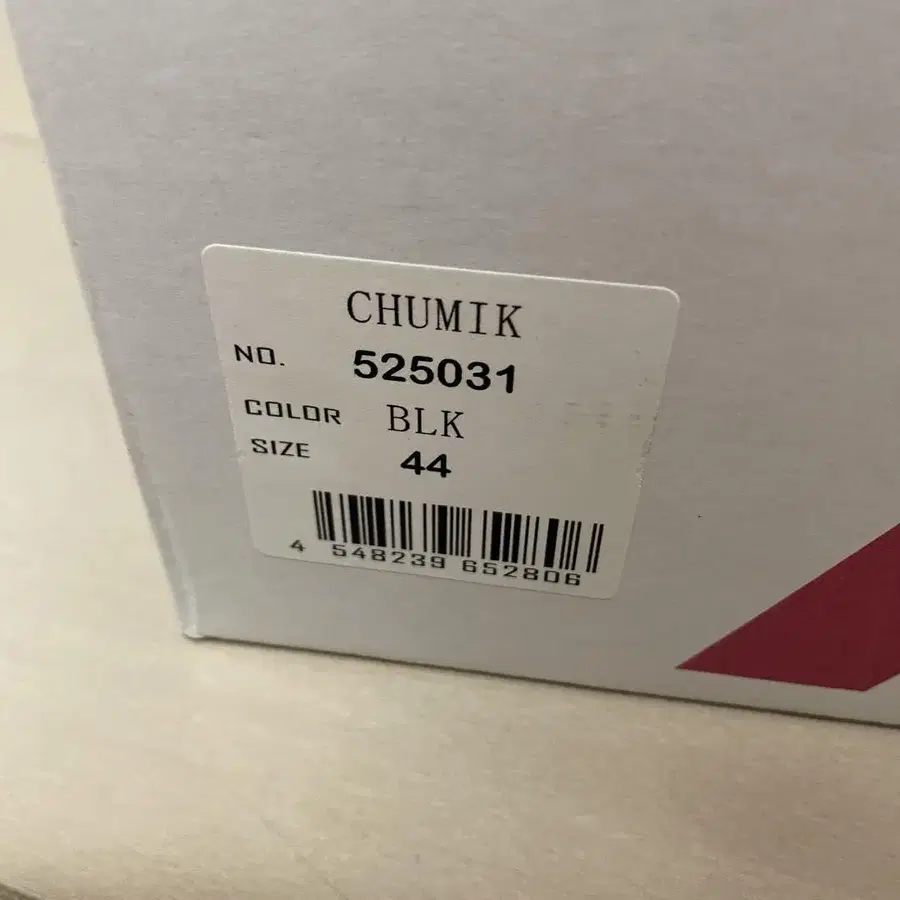 CHUMIK
NO. 525031
COLOR BLK
SIZE 44
4 548239 652806